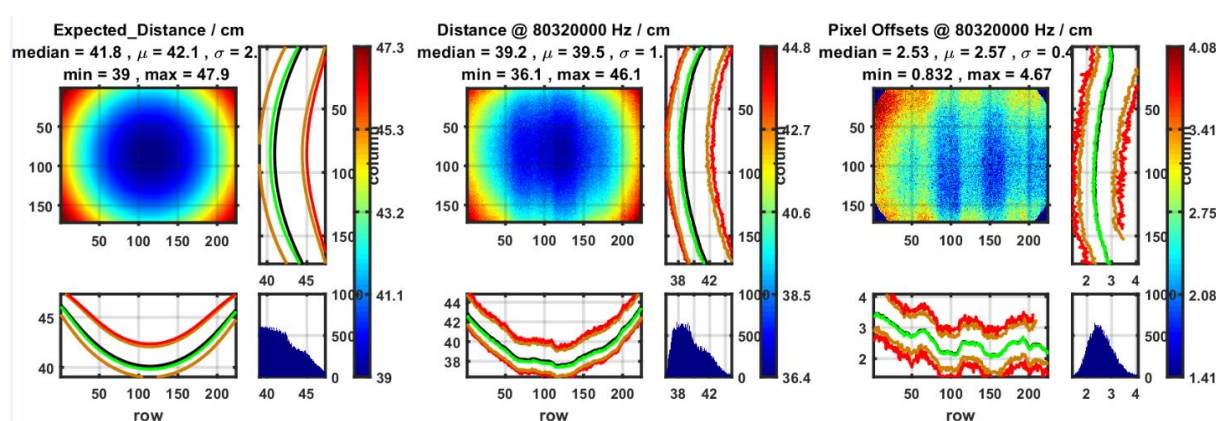 Expected_Distance / cm
median = 41.8 , μ = 42.1 , σ = 2.
min = 39 , max = 47.9
50
100
150
50 100 150 200
50
100
150
40 45
column
47.3
45.3
43.2
41.1
39
45
40
50 100 150 200
row
1000
500
0
40 45
Distance @ 80320000 Hz / cm
median = 39.2 , μ = 39.5 , σ = 1.
min = 36.1 , max = 46.1
50
100
150
50 100 150 200
50
100
150
38 42
column
44.8
42.7
40.6
38.5
36.4
44
42
40
38
50 100 150 200
row
1000
500
0
38 42
Pixel Offsets @ 80320000 Hz / cm
median = 2.53 , μ = 2.57 , σ = 0.4
min = 0.832 , max = 4.67
50
100
150
50 100 150 200
50
100
150
2 3 4
column
4.08
3.41
2.75
2.08
1.41
4
3
2
50 100 150 200
row
1000
500
0
2 3 4